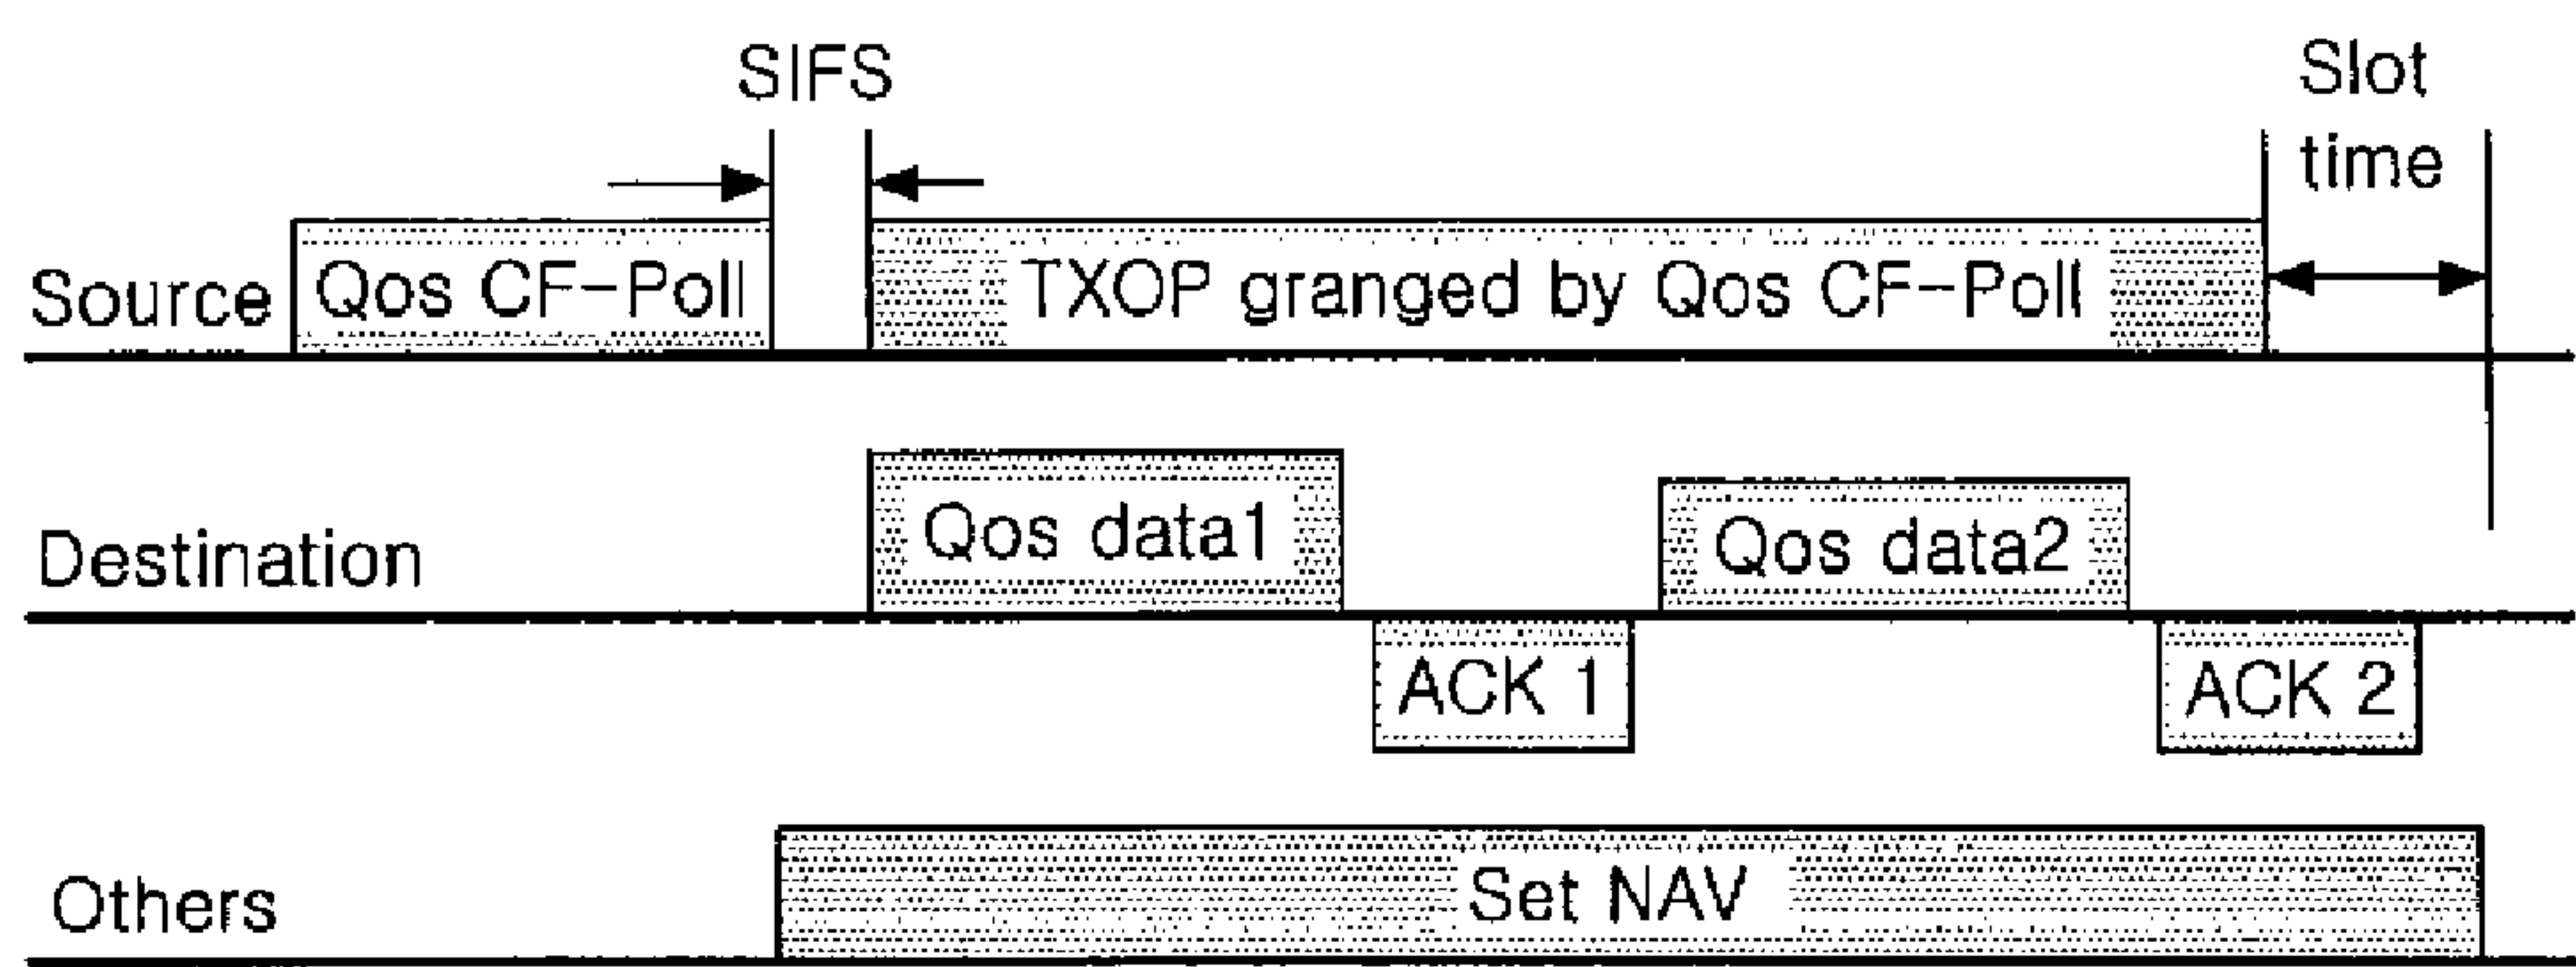 SIFS
Slot
time
Source
Qos CF-Poll
TXOP granged by Qos CF-Poll
Destination
Qos data1
Qos data2
ACK 1
ACK 2
Others
Set NAV